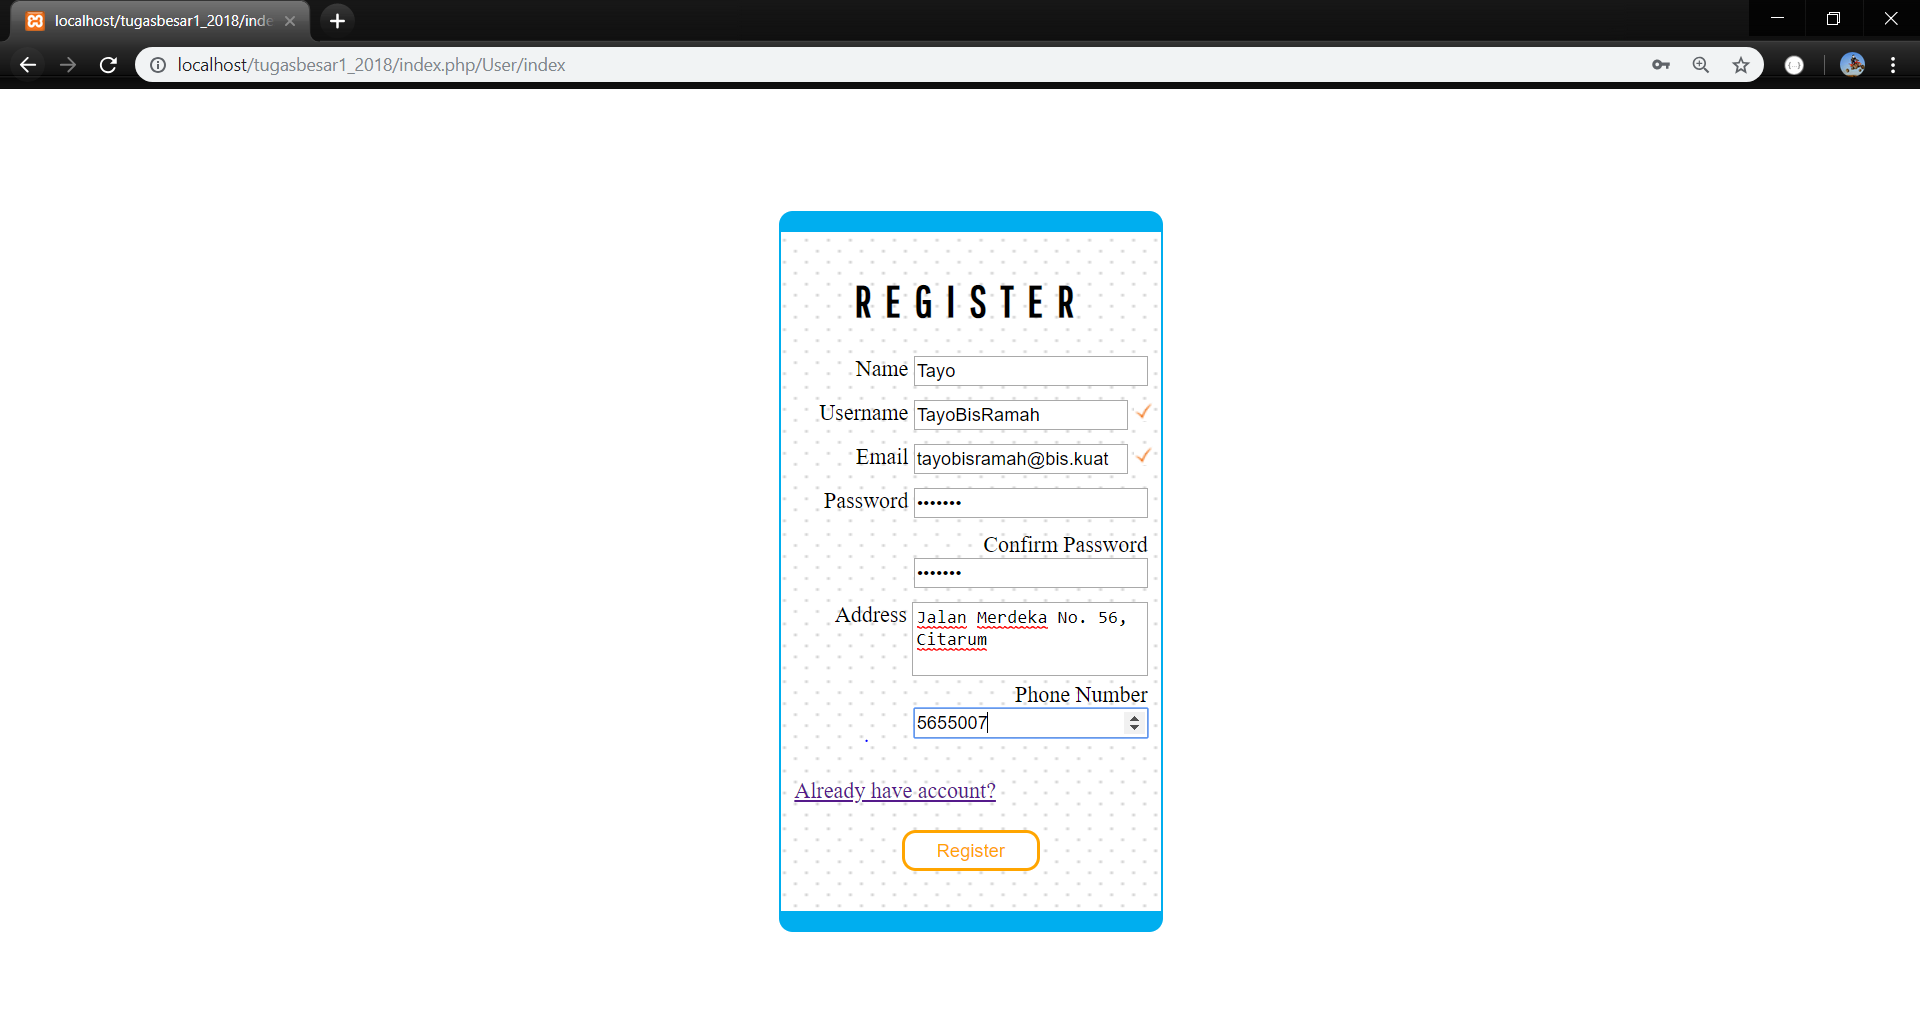 localhost/tugasbesar1_2018/inde
localhost/tugasbesar1_2018/index.php/User/index
REGISTER
Name Tayo
Username TayoBisRamah
Email tayobisramah@bis.kuat
Password •••••••
Confirm Password
•••••••
Address Jalan Merdeka No. 56,
Citarum
Phone Number
5655007
Already have account?
Register